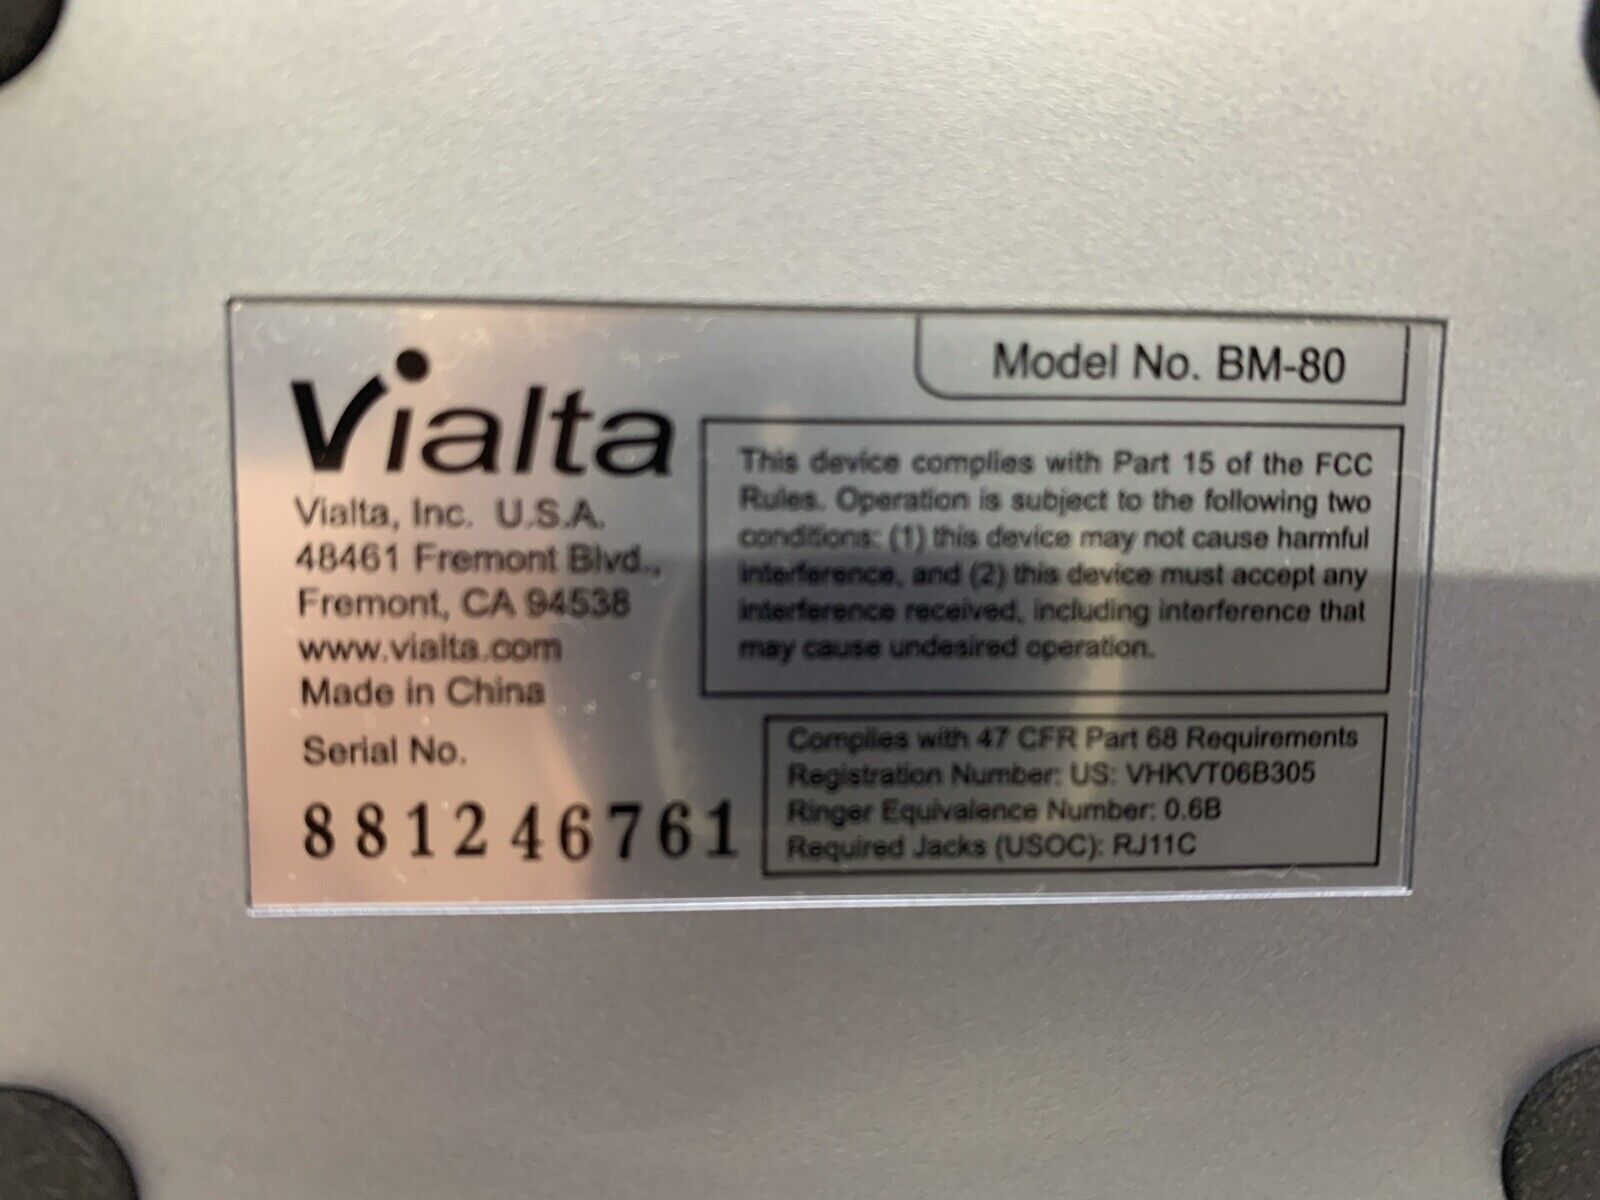 Vialta
Vialta, Inc. U.S.A.
48461 Fremont Blvd.,
Fremont, CA 94538
www.vialta.com
Made in China
Serial No.
881246761
Model No. BM-80
This device complies with Part 15 of the FCC
Rules. Operation is subject to the following two
conditions: (1) this device may not cause harmful
interference, and (2) this device must accept any
interference received, including interference that
may cause undesired operation.
Complies with 47 CFR Part 68 Requirements
Registration Number: US: VHKVT06B305
Ringer Equivalence Number: 0.6B
Required Jacks (USOC): RJ11C